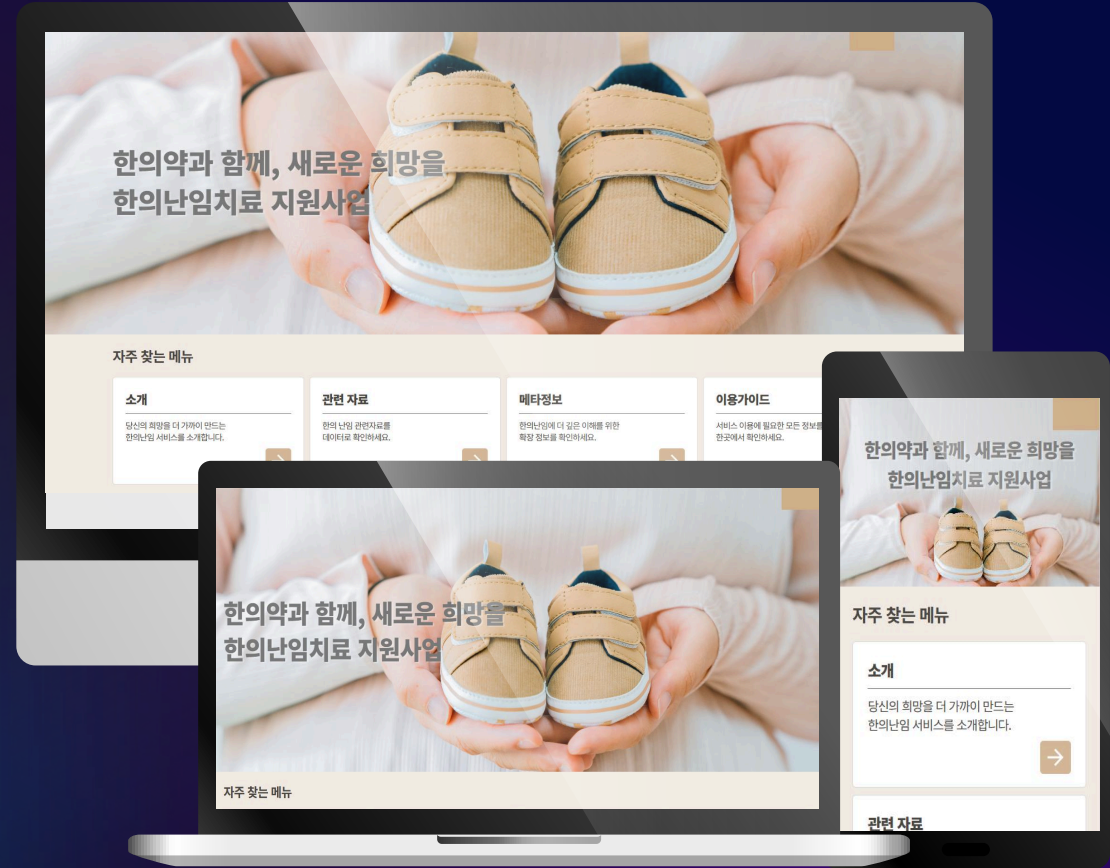 한의약과 함께, 새로운 희망을
한의난임치료 지원사업
자주 찾는 메뉴
소개
당신의 희망을 더 가까이 만드는
한의난임 서비스를 소개합니다.
관련 자료
한의 난임 관련자료를
데이터로 확인하세요.
메타정보
한의난임에 더 깊은 이해를 위한
확장 정보를 확인하세요.
이용가이드
서비스 이용에 필요한 모든 정보를
한곳에서 확인하세요.
한의약과 함께, 새로운 희망을
한의난임치료 지원사업
자주 찾는 메뉴
한의약과 함께, 새로운 희망을
한의난임치료 지원사업
자주 찾는 메뉴
소개
당신의 희망을 더 가까이 만드는
한의난임 서비스를 소개합니다.
관련 자료